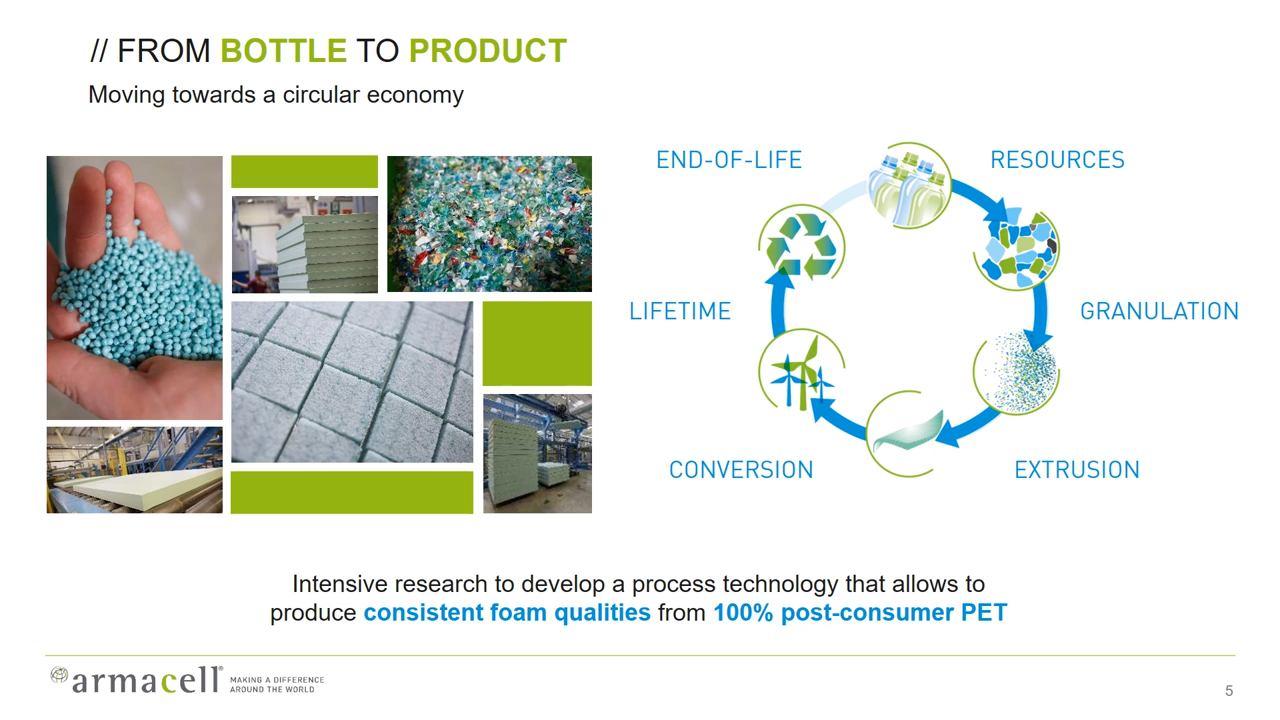 // FROM BOTTLE TO PRODUCT
Moving towards a circular economy
END-OF-LIFE
RESOURCES
LIFETIME
GRANULATION
CONVERSION
EXTRUSION
Intensive research to develop a process technology that allows to
produce consistent foam qualities from 100% post-consumer PET
armacell®
MAKING A DIFFERENCE
AROUND THE WORLD
5